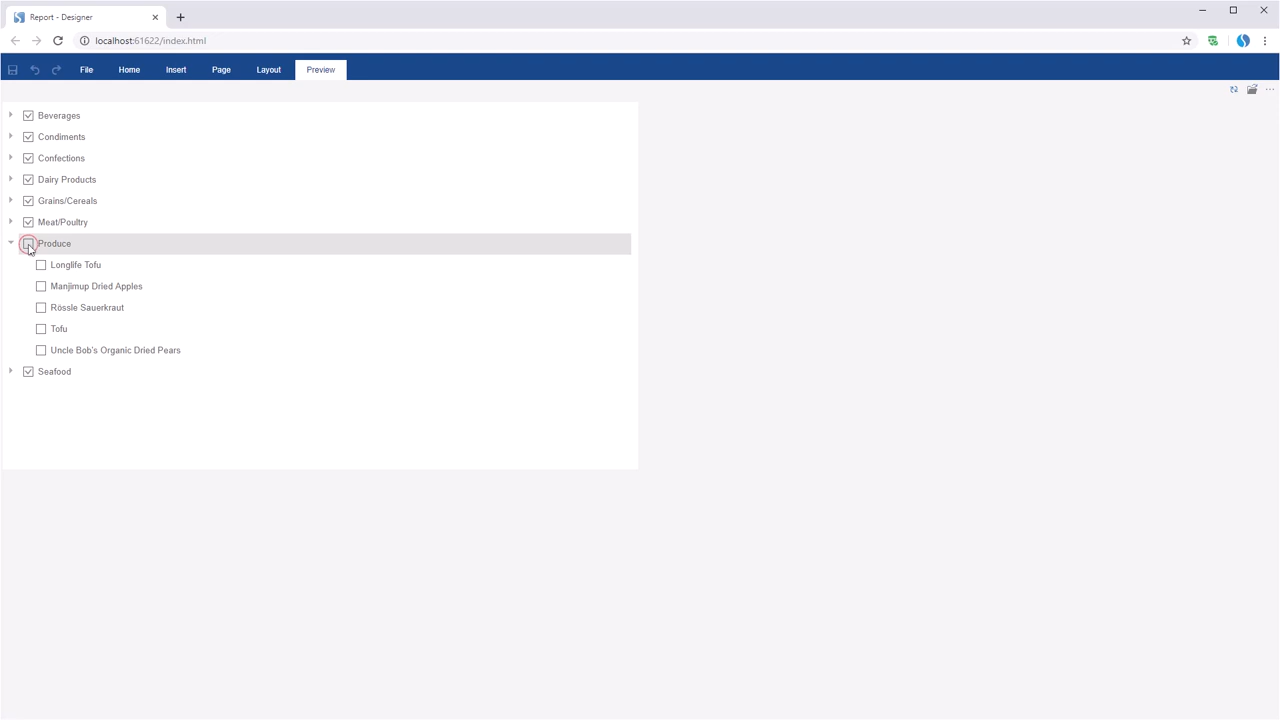 Report - Designer
localhost:61622/index.html
File Home Insert Page Layout Preview
Beverages
Condiments
Confections
Dairy Products
Grains/Cereals
Meat/Poultry
Produce
Longlife Tofu
Manjimup Dried Apples
Rössle Sauerkraut
Tofu
Uncle Bob's Organic Dried Pears
Seafood